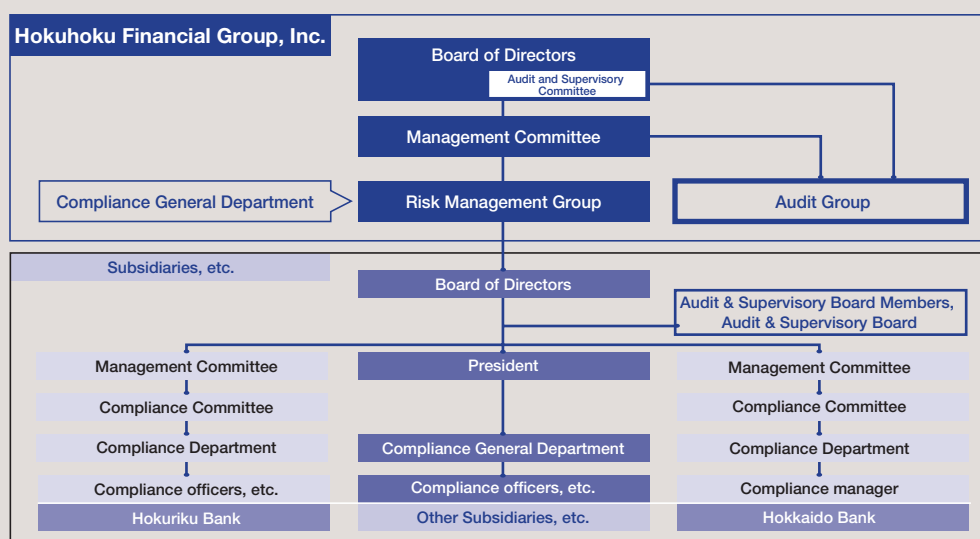 Hokuhoku Financial Group, Inc.
Board of Directors
Audit and Supervisory
Committee
Management Committee
Compliance General Department
Risk Management Group
Audit Group
Subsidiaries, etc.
Board of Directors
Audit & Supervisory Board Members,
Audit & Supervisory Board
Management Committee
President
Management Committee
Compliance Committee
Compliance Committee
Compliance Department
Compliance General Department
Compliance Department
Compliance officers, etc.
Compliance officers, etc.
Compliance manager
Hokuriku Bank
Other Subsidiaries, etc.
Hokkaido Bank